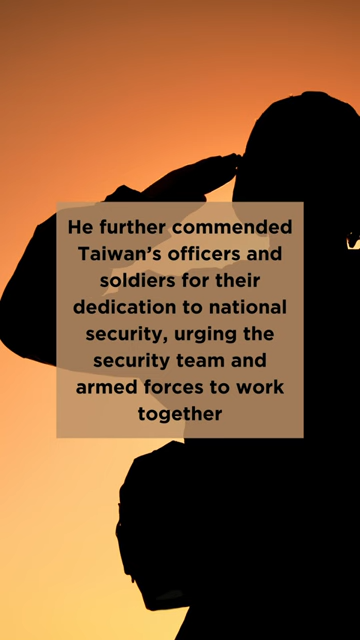 He further commended
Taiwan’s officers and
soldiers for their
dedication to national
security, urging the
security team and
armed forces to work
together